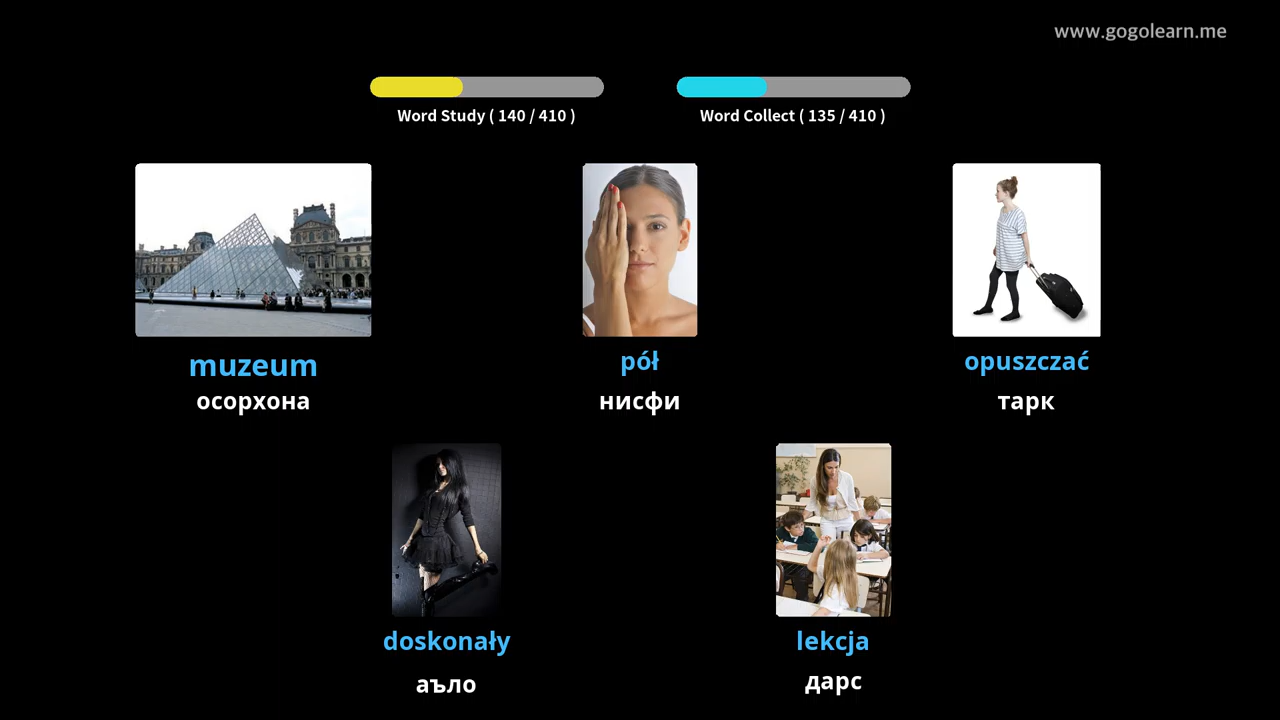 www.gogolearn.me
Word Study ( 140 / 410 )
Word Collect ( 135 / 410 )
muzeum
осорхона
pół
нисфи
opuszczać
тарк
doskonały
аъло
lekcja
дарс